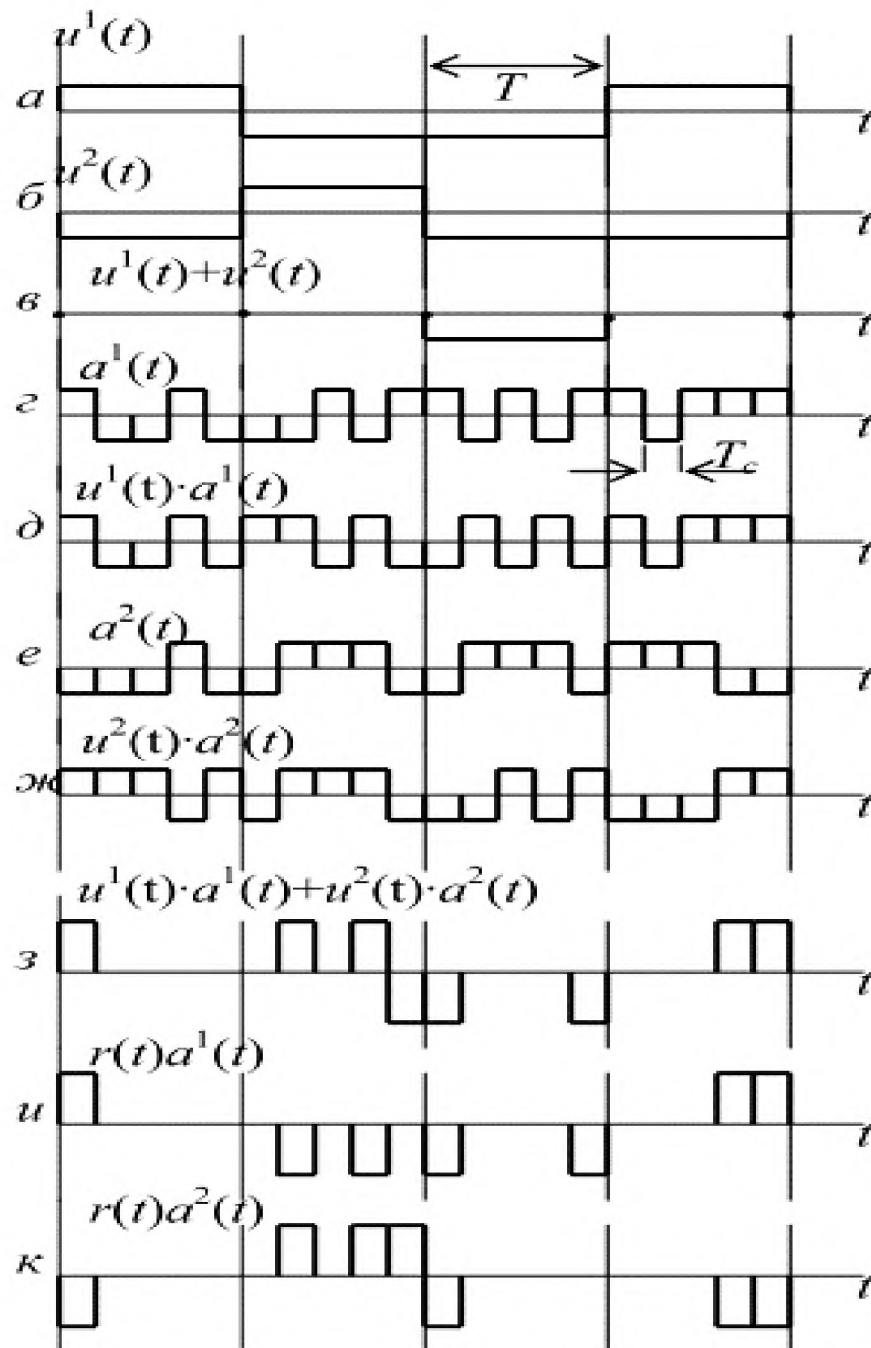 u¹(t)
T
а
t
u²(t)
б
t
u¹(t)+u²(t)
в
t
a¹(t)
г
t
T_c
u¹(t)·a¹(t)
д
t
a²(t)
е
t
u²(t)·a²(t)
ж
t
u¹(t)·a¹(t)+u²(t)·a²(t)
з
t
r(t)a¹(t)
и
t
r(t)a²(t)
к
t